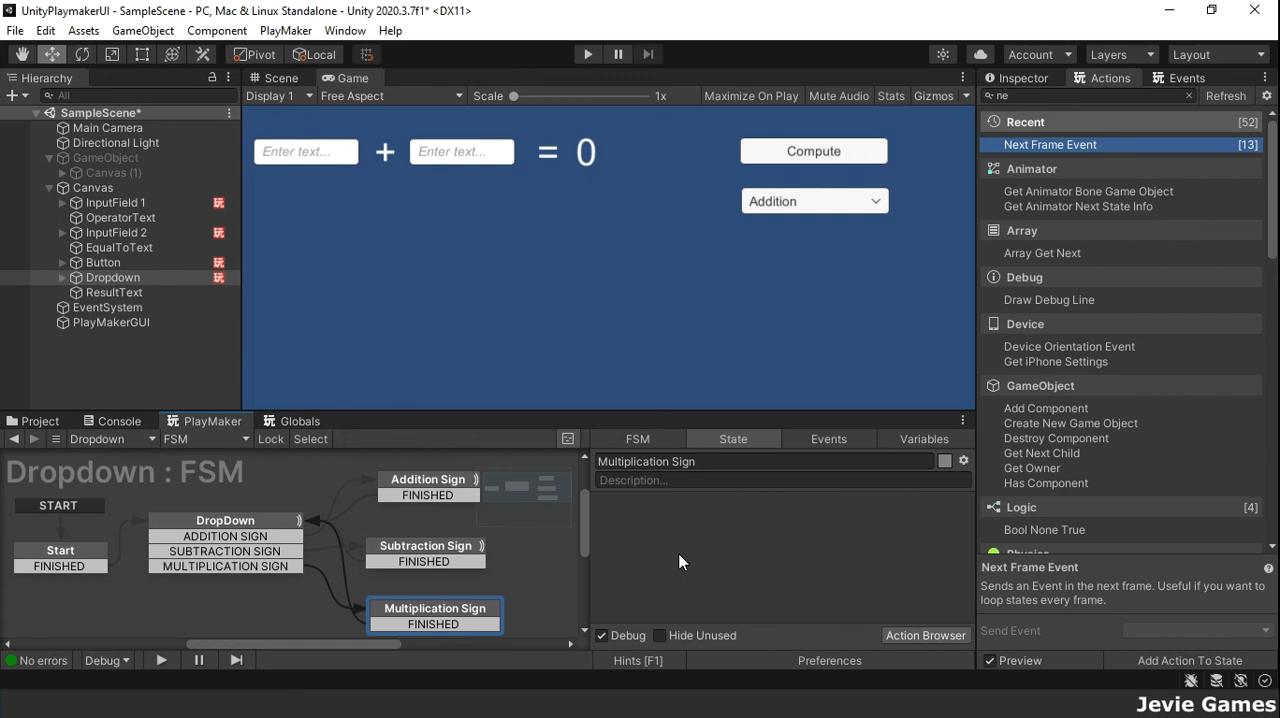 UnityPlaymakerUI - SampleScene - PC, Mac & Linux Standalone - Unity 2020.3.7f1* <DX11>
File Edit Assets GameObject Component PlayMaker Window Help
Pivot Local Account Layers Layout
Hierarchy Scene Game Inspector Actions Events
All Display 1 Free Aspect Scale 1x Maximize On Play Mute Audio Stats Gizmos ne Refresh
SampleScene*
Main Camera
Directional Light
GameObject
Canvas (1)
Canvas
InputField 1
OperatorText
InputField 2
EqualToText
Button
Dropdown
ResultText
EventSystem
PlayMakerGUI
Enter text... + Enter text... = 0 Compute
Addition
Recent [52]
Next Frame Event [13]
Animator
Get Animator Bone Game Object
Get Animator Next State Info
Array
Array Get Next
Debug
Draw Debug Line
Device
Device Orientation Event
Get iPhone Settings
GameObject
Add Component
Create New Game Object
Destroy Component
Get Next Child
Get Owner
Has Component
Logic [4]
Bool None True
Physics
Next Frame Event
Sends an Event in the next frame. Useful if you want to
loop states every frame.
Send Event
Preview Add Action To State
Project Console PlayMaker Globals
Dropdown FSM Lock Select FSM State Events Variables
Dropdown : FSM
START
Start
FINISHED
DropDown
ADDITION SIGN
SUBTRACTION SIGN
MULTIPLICATION SIGN
Addition Sign
FINISHED
Subtraction Sign
FINISHED
Multiplication Sign
FINISHED
Multiplication Sign
Description...
Debug Hide Unused Action Browser
No errors Debug Hints [F1] Preferences
Jevie Games